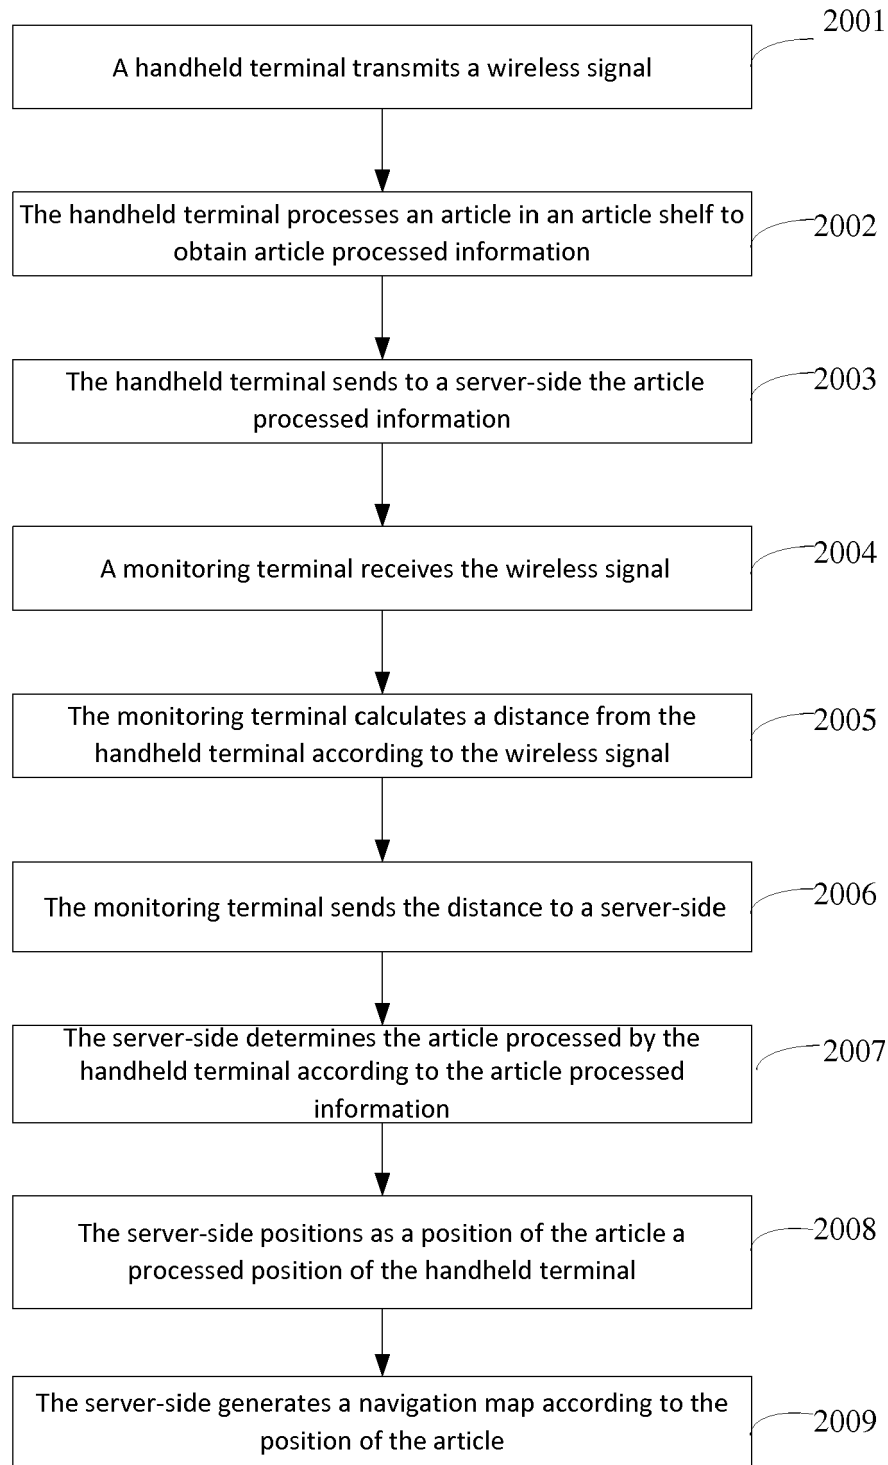 2001
A handheld terminal transmits a wireless signal
The handheld terminal processes an article in an article shelf to
obtain article processed information
2002
The handheld terminal sends to a server-side the article
processed information
2003
A monitoring terminal receives the wireless signal
2004
The monitoring terminal calculates a distance from the
handheld terminal according to the wireless signal
2005
The monitoring terminal sends the distance to a server-side
2006
The server-side determines the article processed by the
handheld terminal according to the article processed
information
2007
The server-side positions as a position of the article a
processed position of the handheld terminal
2008
The server-side generates a navigation map according to the
position of the article
2009